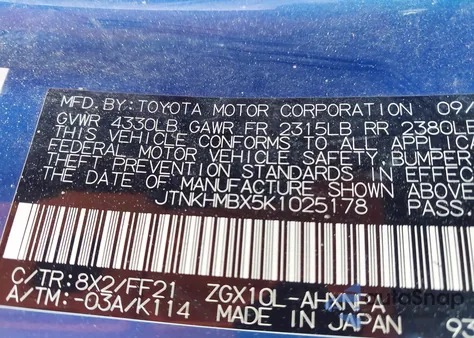 MFD. BY: TOYOTA MOTOR CORPORATION 09/
GVWR 4330LB GAWR FR 2315LB RR 2380LB
THIS VEHICLE CONFORMS TO ALL APPLICA
FEDERAL MOTOR VEHICLE SAFETY, BUMPER,
THEFT PREVENTION STANDARDS IN EFFEC
THE DATE OF MANUFACTURE SHOWN ABOVE
JTNKHMBX5K1025178 PASS.
C/TR:8X2/FF21 ZGX10L-AHXNPA
A/TM:-03A/K114 MADE IN JAPAN 93
AutoSnap